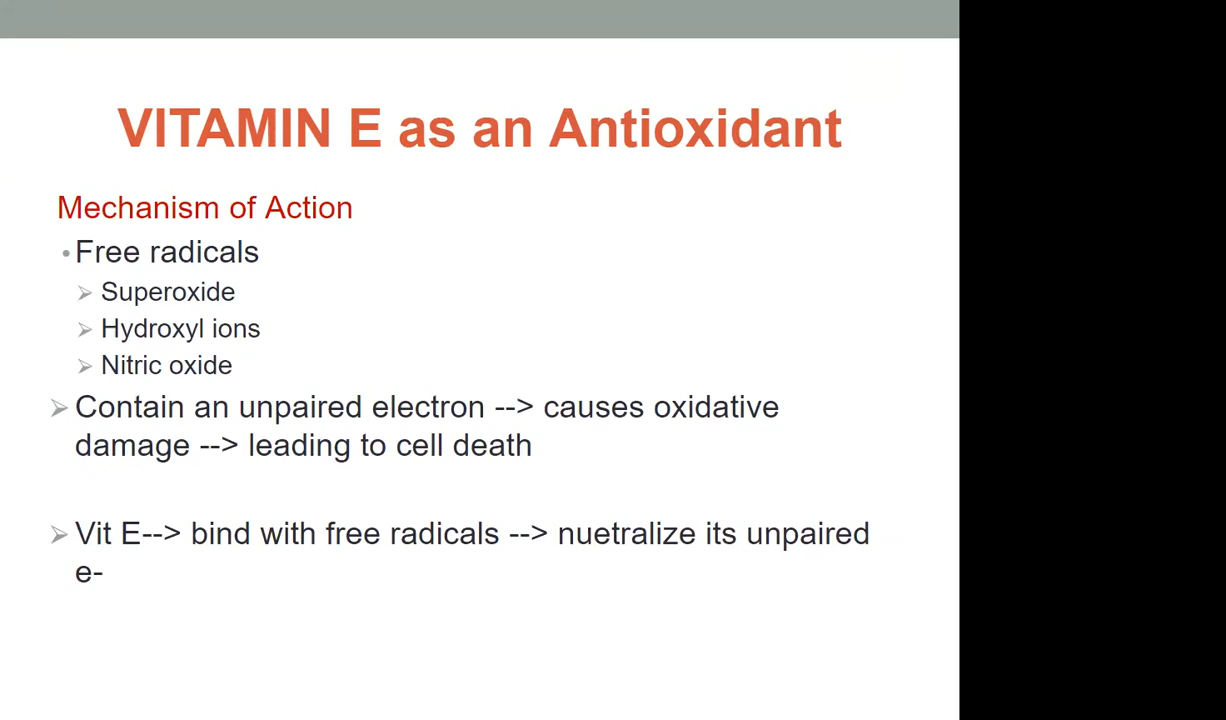 VITAMIN E as an Antioxidant
Mechanism of Action
• Free radicals
➢ Superoxide
➢ Hydroxyl ions
➢ Nitric oxide
➢ Contain an unpaired electron --> causes oxidative
damage --> leading to cell death
➢ Vit E--> bind with free radicals --> nuetralize its unpaired
e-